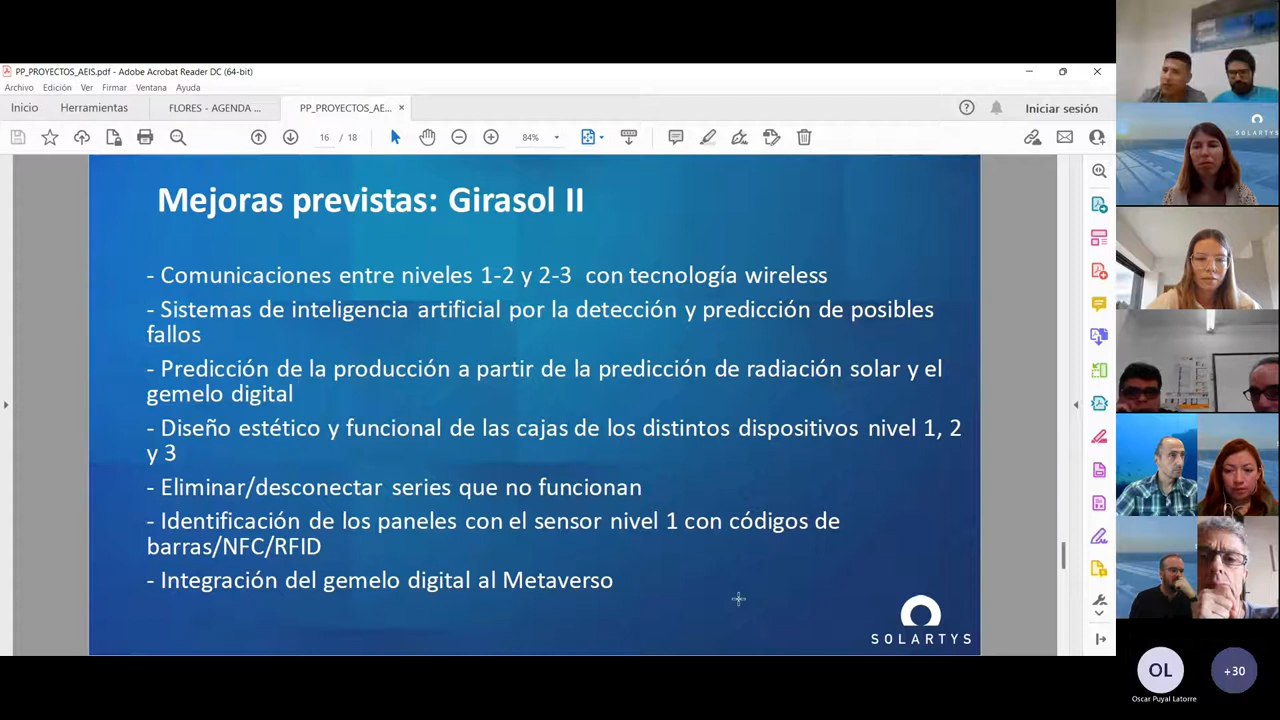 PP_PROYECTOS_AEIS.pdf - Adobe Acrobat Reader DC (64-bit)
Archivo Edición Ver Firmar Ventana Ayuda
Inicio Herramientas FLORES - AGENDA ... PP_PROYECTOS_AE... × Iniciar sesión
16 / 18 84%
SOLARTYS
Mejoras previstas: Girasol II
- Comunicaciones entre niveles 1-2 y 2-3 con tecnología wireless
- Sistemas de inteligencia artificial por la detección y predicción de posibles
fallos
- Predicción de la producción a partir de la predicción de radiación solar y el
gemelo digital
- Diseño estético y funcional de las cajas de los distintos dispositivos nivel 1, 2
y 3
- Eliminar/desconectar series que no funcionan
- Identificación de los paneles con el sensor nivel 1 con códigos de
barras/NFC/RFID
- Integración del gemelo digital al Metaverso
SOLARTYS
OL
+30
Oscar Puyal Latorre